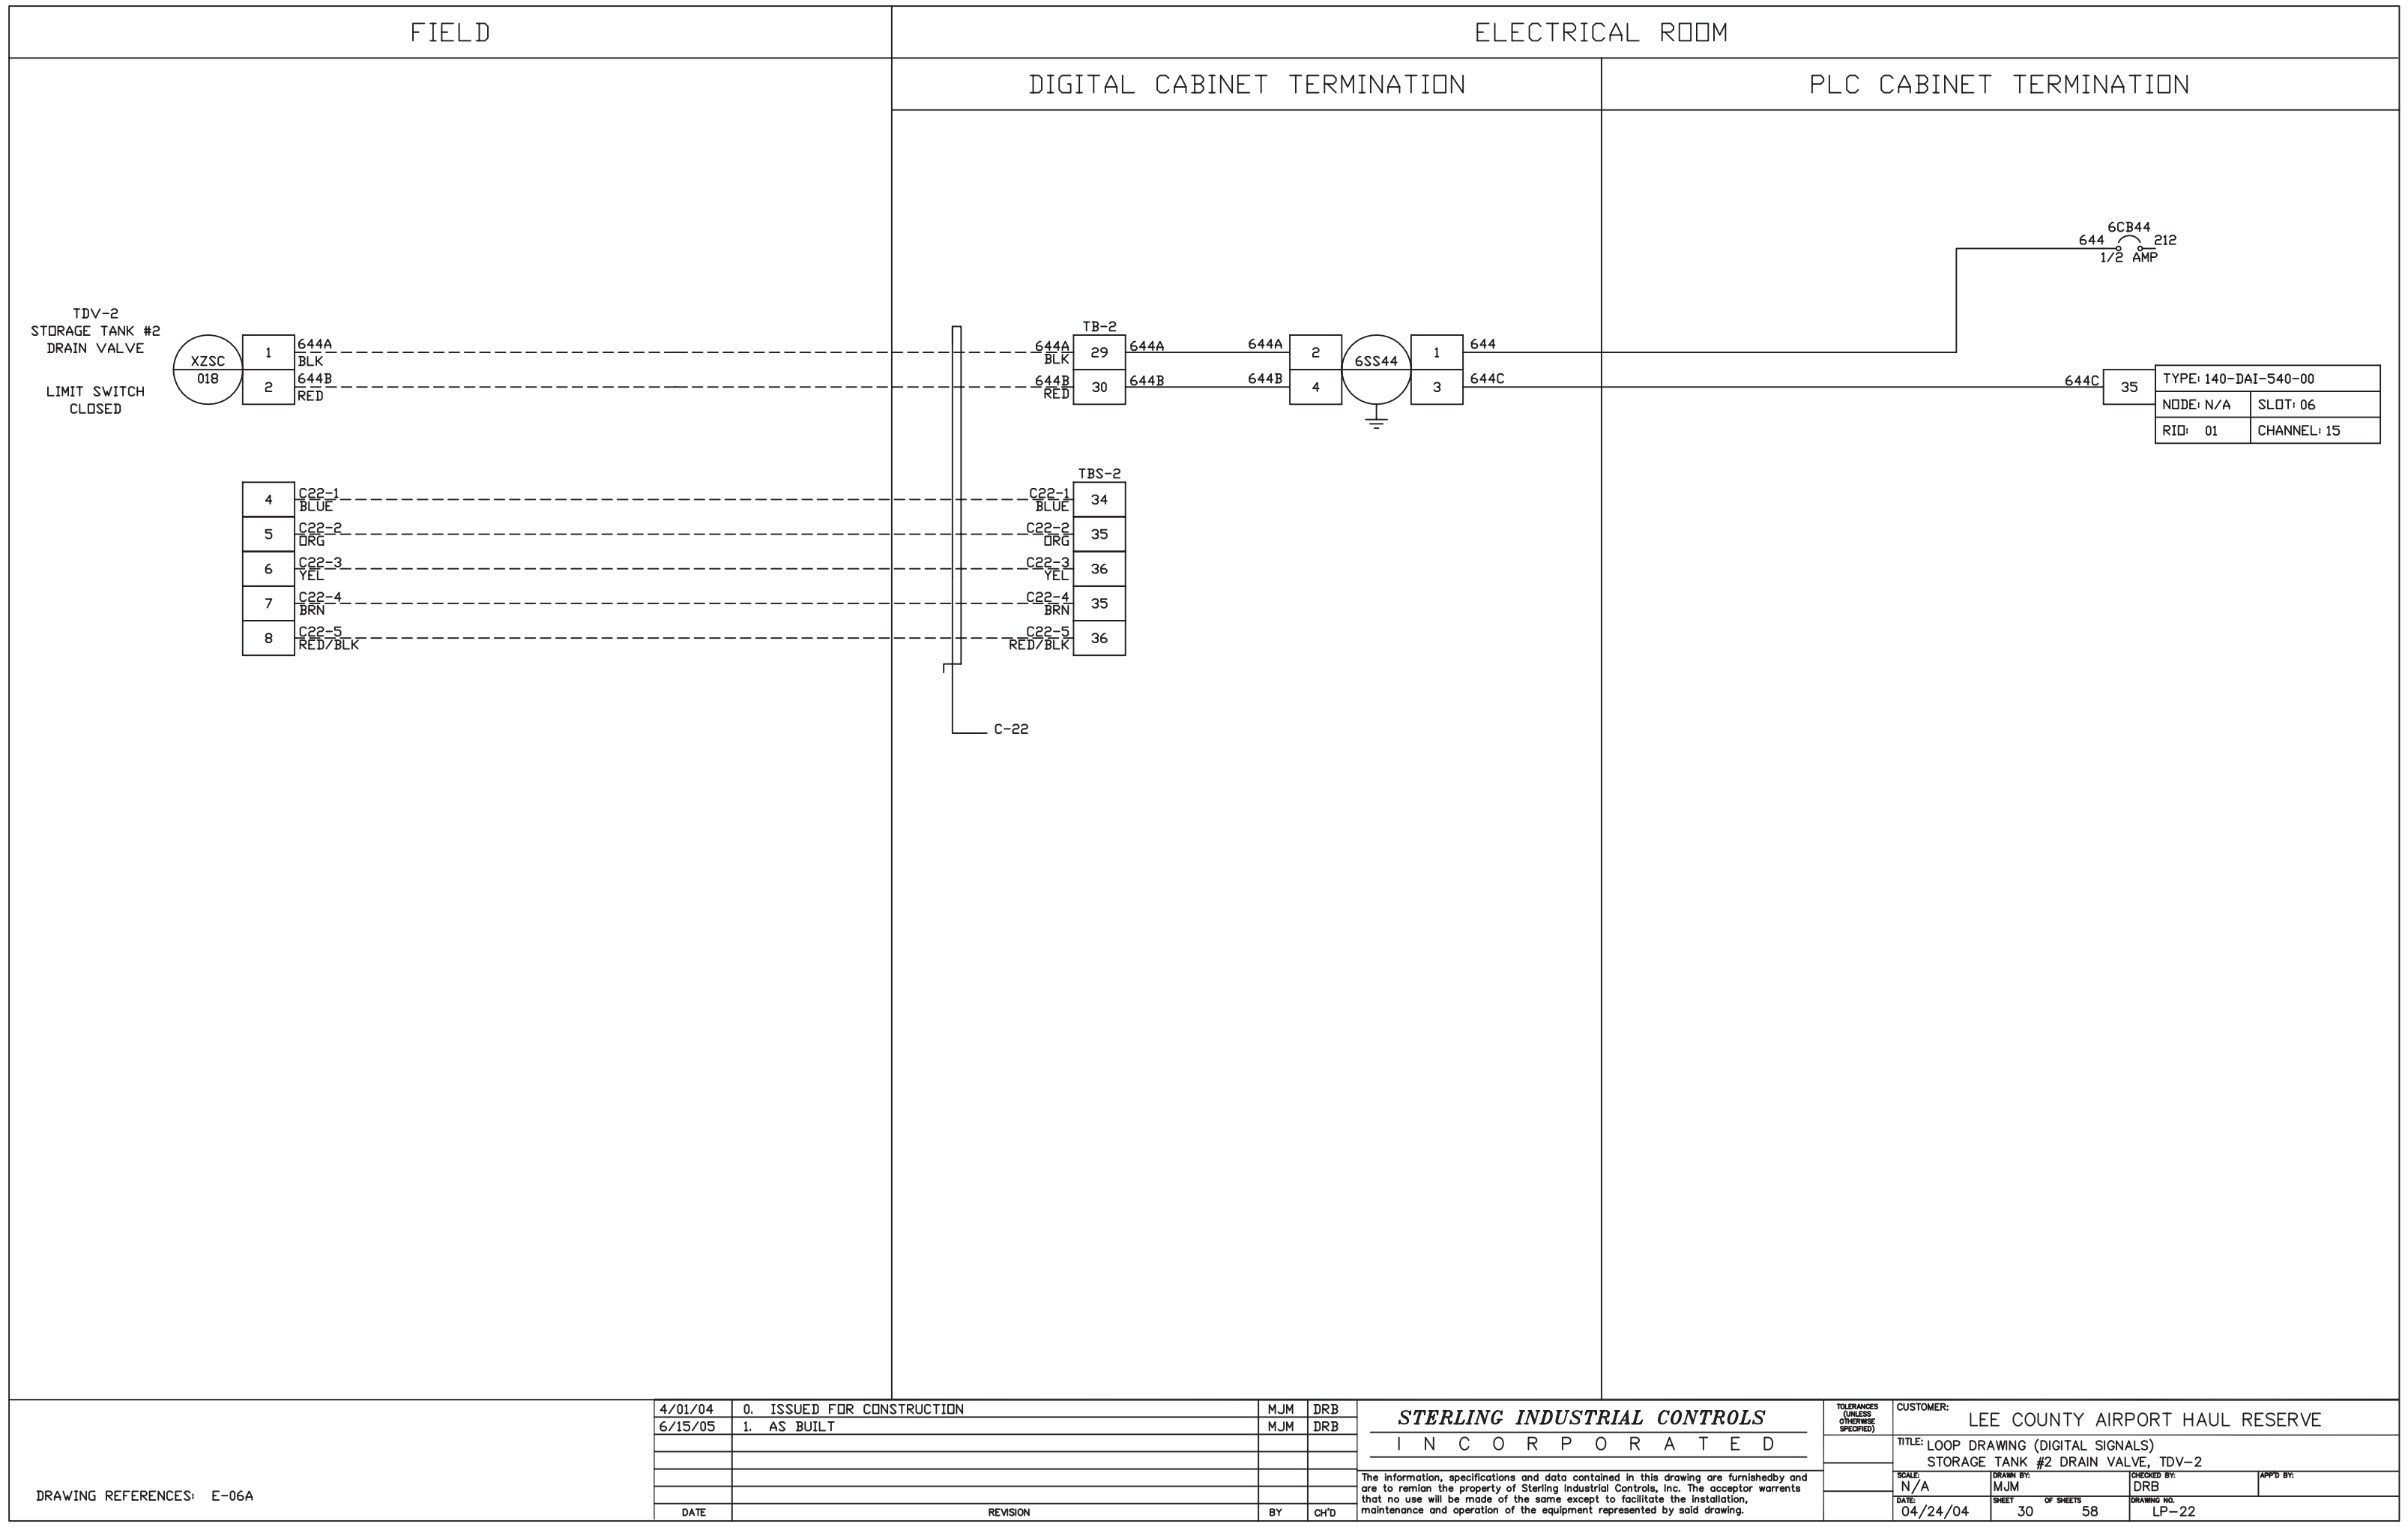 FIELD
ELECTRICAL ROOM
DIGITAL CABINET TERMINATION
PLC CABINET TERMINATION
6CB44
644
212
1/2 AMP
TDV-2
STORAGE TANK #2
DRAIN VALVE
LIMIT SWITCH
CLOSED
XZSC
018
1
2
644A
BLK
644B
RED
644A
BLK
644B
RED
TB-2
29
30
644A
644B
644A
644B
2
4
6SS44
1
3
644
644C
644C
35
TYPE: 140-DAI-540-00
NODE: N/A
SLOT: 06
RIO: 01
CHANNEL: 15
TBS-2
4
C22-1
BLUE
C22-1
BLUE
34
5
C22-2
ORG
C22-2
ORG
35
6
C22-3
YEL
C22-3
YEL
36
7
C22-4
BRN
C22-4
BRN
35
8
C22-5
RED/BLK
C22-5
RED/BLK
36
C-22
DRAWING REFERENCES: E-06A
4/01/04 0. ISSUED FOR CONSTRUCTION MJM DRB
6/15/05 1. AS BUILT MJM DRB
DATE REVISION BY CH'D
STERLING INDUSTRIAL CONTROLS
INCORPORATED
The information, specifications and data contained in this drawing are furnishedby and
are to remian the property of Sterling Industrial Controls, Inc. The acceptor warrents
that no use will be made of the same except to facilitate the installation,
maintenance and operation of the equipment represented by said drawing.
TOLERANCES
(UNLESS
OTHERWISE
SPECIFIED)
CUSTOMER:
LEE COUNTY AIRPORT HAUL RESERVE
TITLE: LOOP DRAWING (DIGITAL SIGNALS)
STORAGE TANK #2 DRAIN VALVE, TDV-2
SCALE:
N/A
DRAWN BY:
MJM
CHECKED BY:
DRB
APP'D BY:
DATE:
04/24/04
SHEET 30 OF SHEETS 58
DRAWING NO.
LP-22